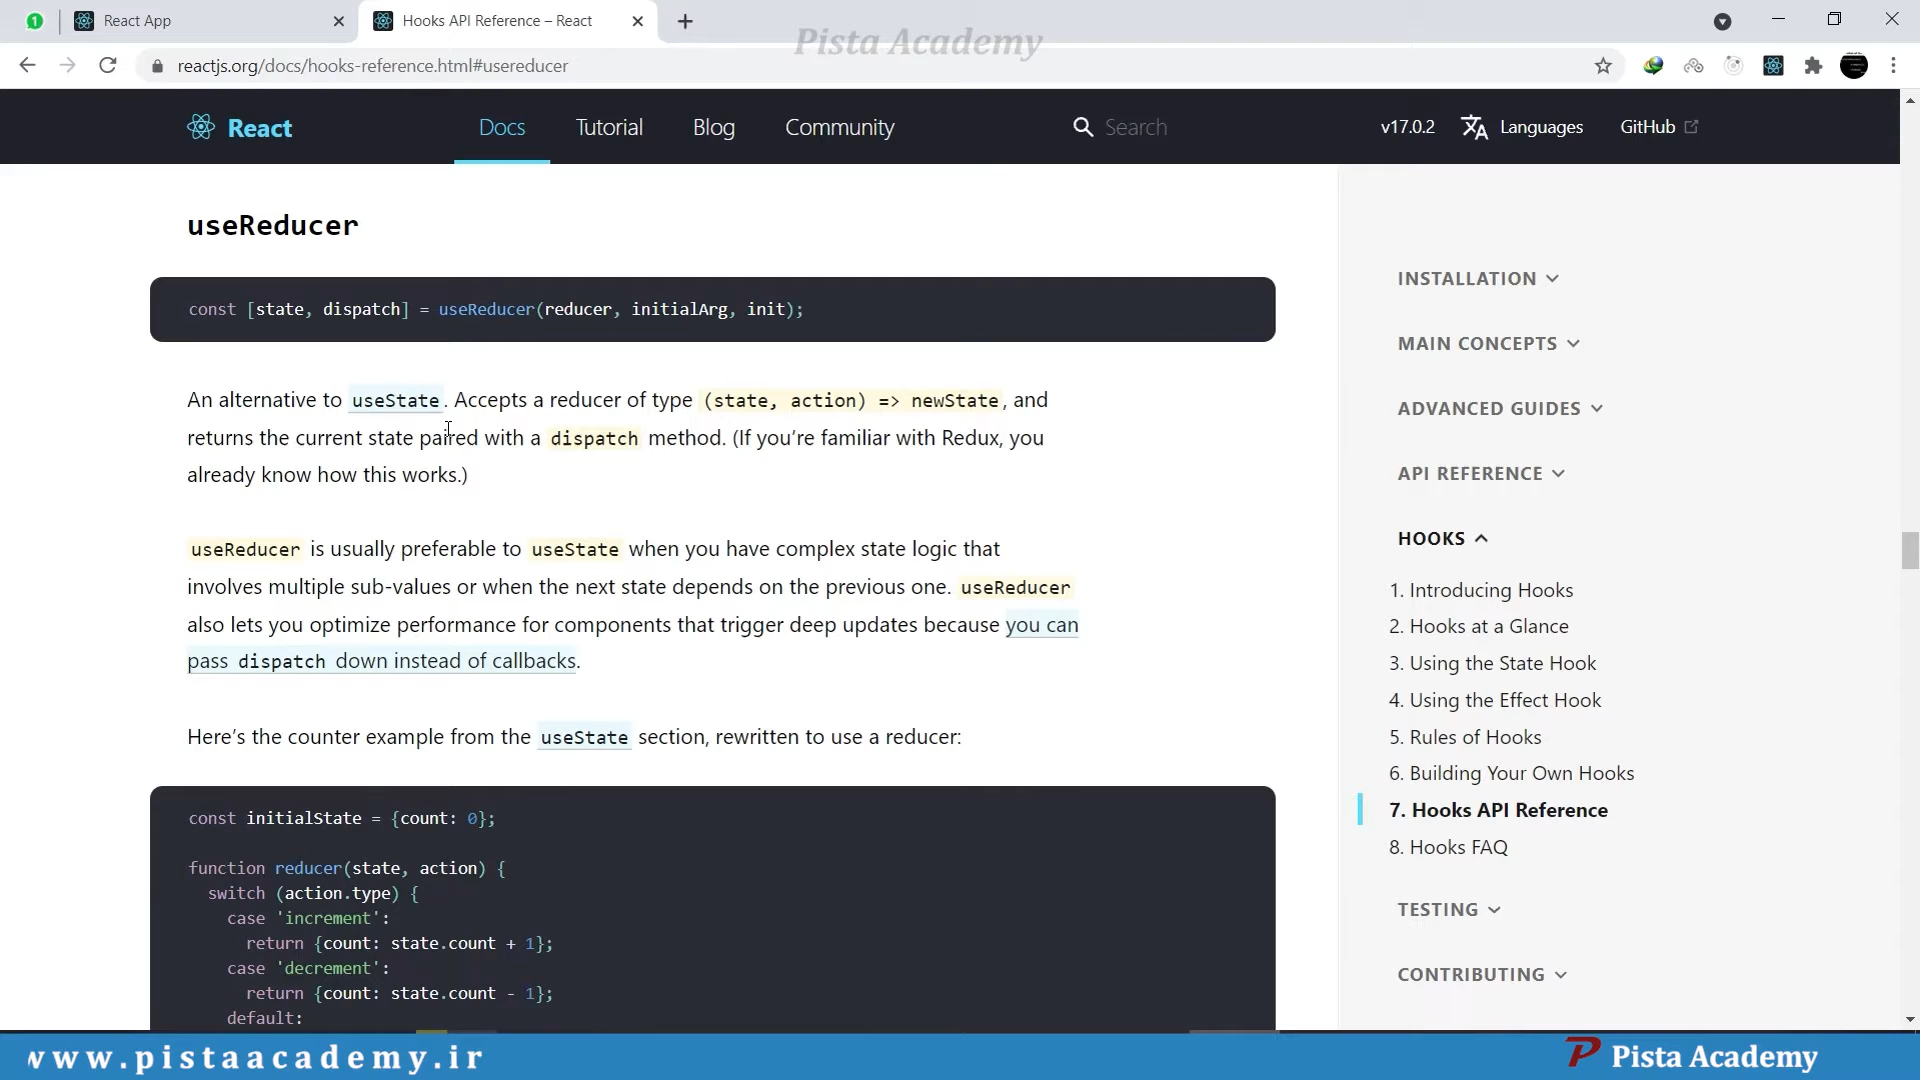 1
React App
Hooks API Reference – React
Pista Academy
reactjs.org/docs/hooks-reference.html#usereducer
React
Docs
Tutorial
Blog
Community
Search
v17.0.2
Languages
GitHub
useReducer
const [state, dispatch] = useReducer(reducer, initialArg, init);
An alternative to useState. Accepts a reducer of type (state, action) => newState, and
returns the current state paired with a dispatch method. (If you’re familiar with Redux, you
already know how this works.)
useReducer is usually preferable to useState when you have complex state logic that
involves multiple sub-values or when the next state depends on the previous one. useReducer
also lets you optimize performance for components that trigger deep updates because you can
pass dispatch down instead of callbacks.
Here’s the counter example from the useState section, rewritten to use a reducer:
const initialState = {count: 0};
function reducer(state, action) {
switch (action.type) {
case 'increment':
return {count: state.count + 1};
case 'decrement':
return {count: state.count - 1};
default:
INSTALLATION
MAIN CONCEPTS
ADVANCED GUIDES
API REFERENCE
HOOKS
1. Introducing Hooks
2. Hooks at a Glance
3. Using the State Hook
4. Using the Effect Hook
5. Rules of Hooks
6. Building Your Own Hooks
7. Hooks API Reference
8. Hooks FAQ
TESTING
CONTRIBUTING
www.pistaacademy.ir
Pista Academy